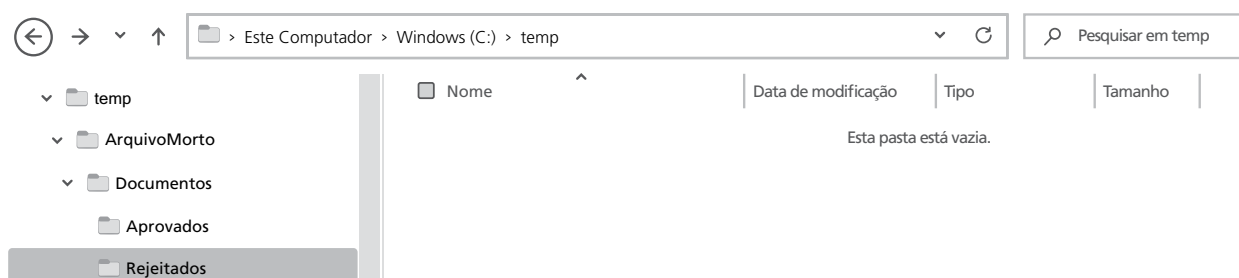 Este Computador > Windows (C:) > temp
Pesquisar em temp
temp
ArquivoMorto
Documentos
Aprovados
Rejeitados
Nome
Data de modificação
Tipo
Tamanho
Esta pasta está vazia.